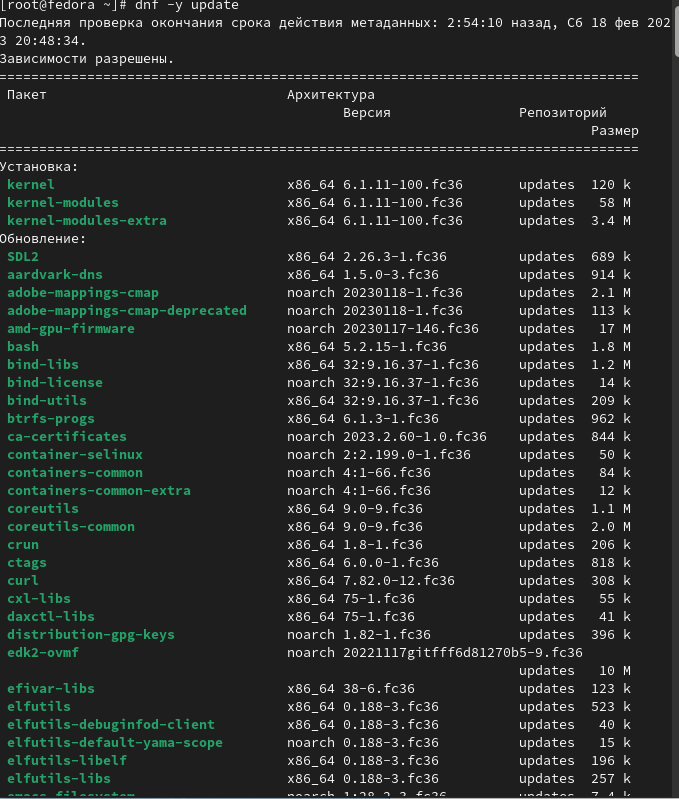 [root@fedora ~]# dnf -y update
Последняя проверка окончания срока действия метаданных: 2:54:10 назад, Сб 18 фев 202
3 20:48:34.
Зависимости разрешены.
================================================================================
Пакет Архитектура
Версия Репозиторий
Размер
================================================================================
Установка:
kernel x86_64 6.1.11-100.fc36 updates 120 k
kernel-modules x86_64 6.1.11-100.fc36 updates 58 M
kernel-modules-extra x86_64 6.1.11-100.fc36 updates 3.4 M
Обновление:
SDL2 x86_64 2.26.3-1.fc36 updates 689 k
aardvark-dns x86_64 1.5.0-3.fc36 updates 914 k
adobe-mappings-cmap noarch 20230118-1.fc36 updates 2.1 M
adobe-mappings-cmap-deprecated noarch 20230118-1.fc36 updates 113 k
amd-gpu-firmware noarch 20230117-146.fc36 updates 17 M
bash x86_64 5.2.15-1.fc36 updates 1.8 M
bind-libs x86_64 32:9.16.37-1.fc36 updates 1.2 M
bind-license noarch 32:9.16.37-1.fc36 updates 14 k
bind-utils x86_64 32:9.16.37-1.fc36 updates 209 k
btrfs-progs x86_64 6.1.3-1.fc36 updates 962 k
ca-certificates noarch 2023.2.60-1.0.fc36 updates 844 k
container-selinux noarch 2:2.199.0-1.fc36 updates 50 k
containers-common noarch 4:1-66.fc36 updates 84 k
containers-common-extra noarch 4:1-66.fc36 updates 12 k
coreutils x86_64 9.0-9.fc36 updates 1.1 M
coreutils-common x86_64 9.0-9.fc36 updates 2.0 M
crun x86_64 1.8-1.fc36 updates 206 k
ctags x86_64 6.0.0-1.fc36 updates 818 k
curl x86_64 7.82.0-12.fc36 updates 308 k
cxl-libs x86_64 75-1.fc36 updates 55 k
daxctl-libs x86_64 75-1.fc36 updates 41 k
distribution-gpg-keys noarch 1.82-1.fc36 updates 396 k
edk2-ovmf noarch 20221117gitfff6d81270b5-9.fc36
updates 10 M
efivar-libs x86_64 38-6.fc36 updates 123 k
elfutils x86_64 0.188-3.fc36 updates 523 k
elfutils-debuginfod-client x86_64 0.188-3.fc36 updates 40 k
elfutils-default-yama-scope noarch 0.188-3.fc36 updates 15 k
elfutils-libelf x86_64 0.188-3.fc36 updates 196 k
elfutils-libs x86_64 0.188-3.fc36 updates 257 k